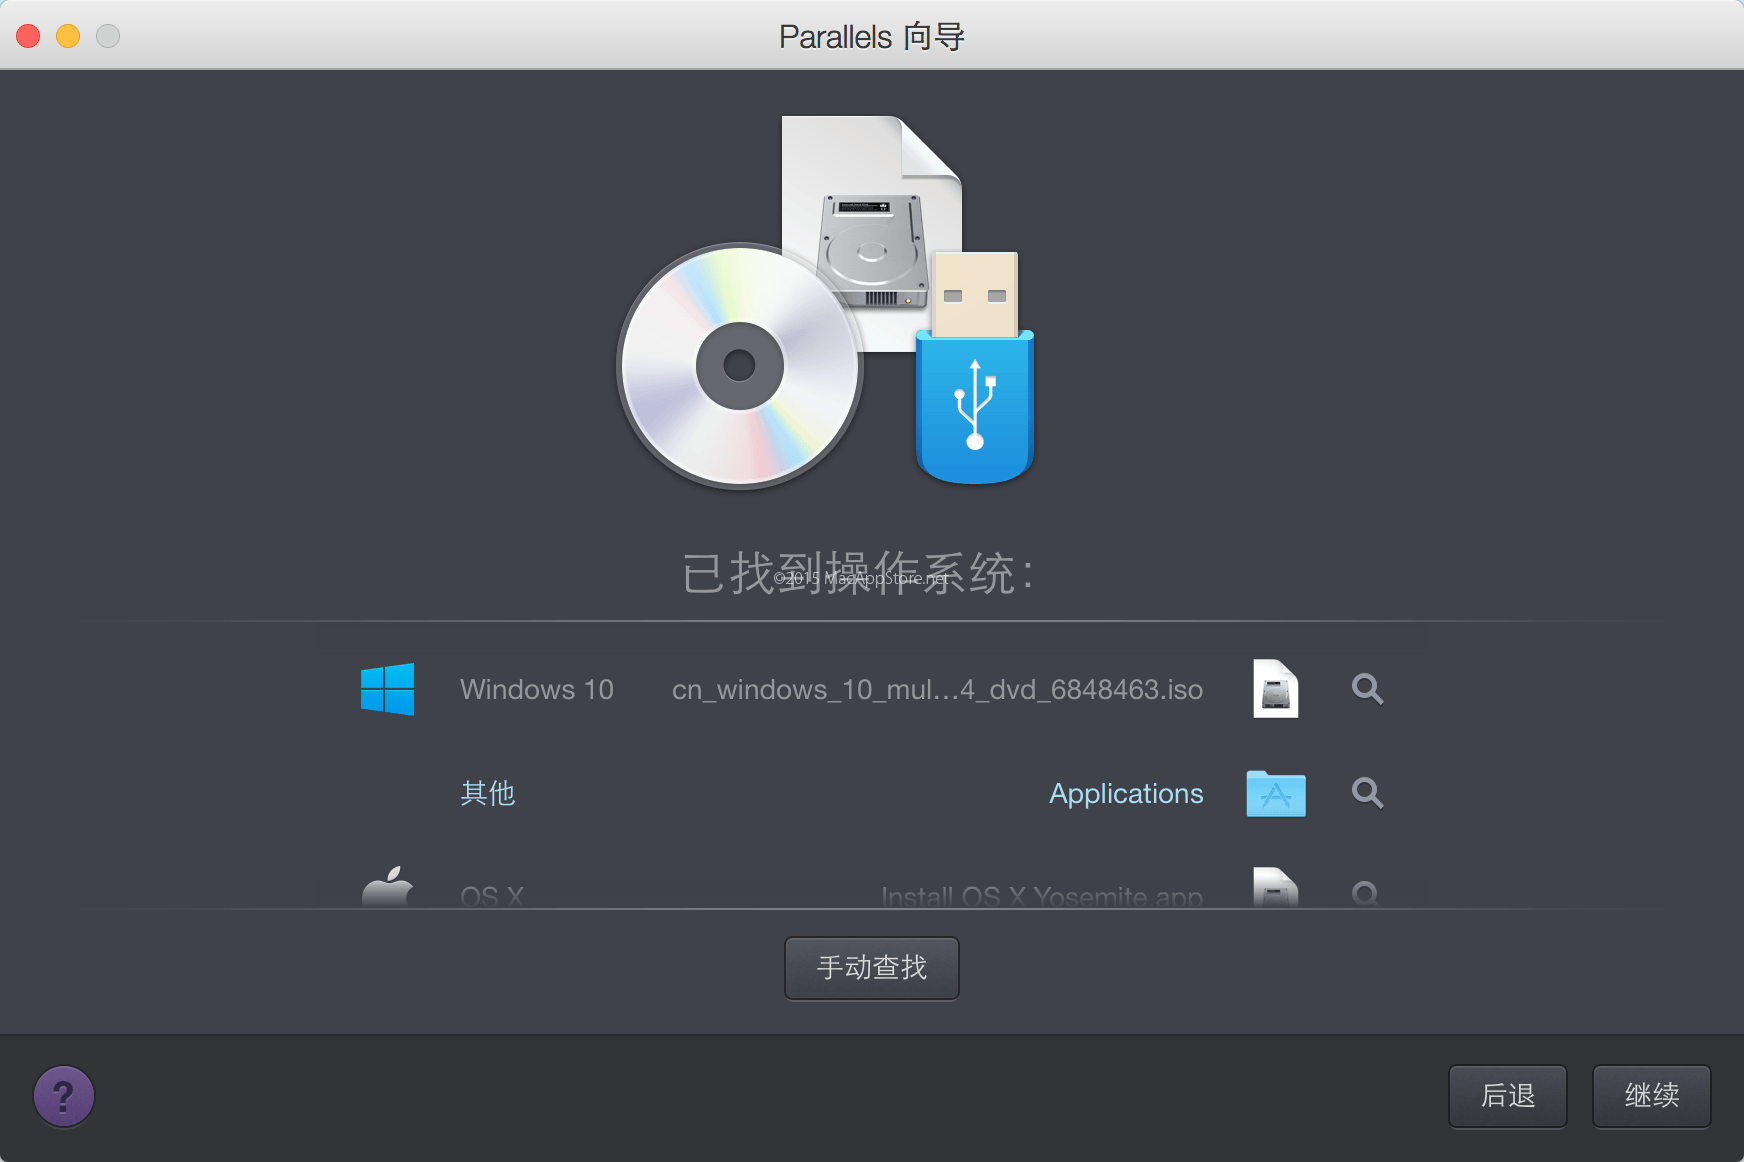 Parallels 向导
已找到操作系统：
©2015 MacAppStore.net
Windows 10 cn_windows_10_mul...4_dvd_6848463.iso
其他 Applications
OS X Install OS X Yosemite.app
手动查找
?
后退 继续